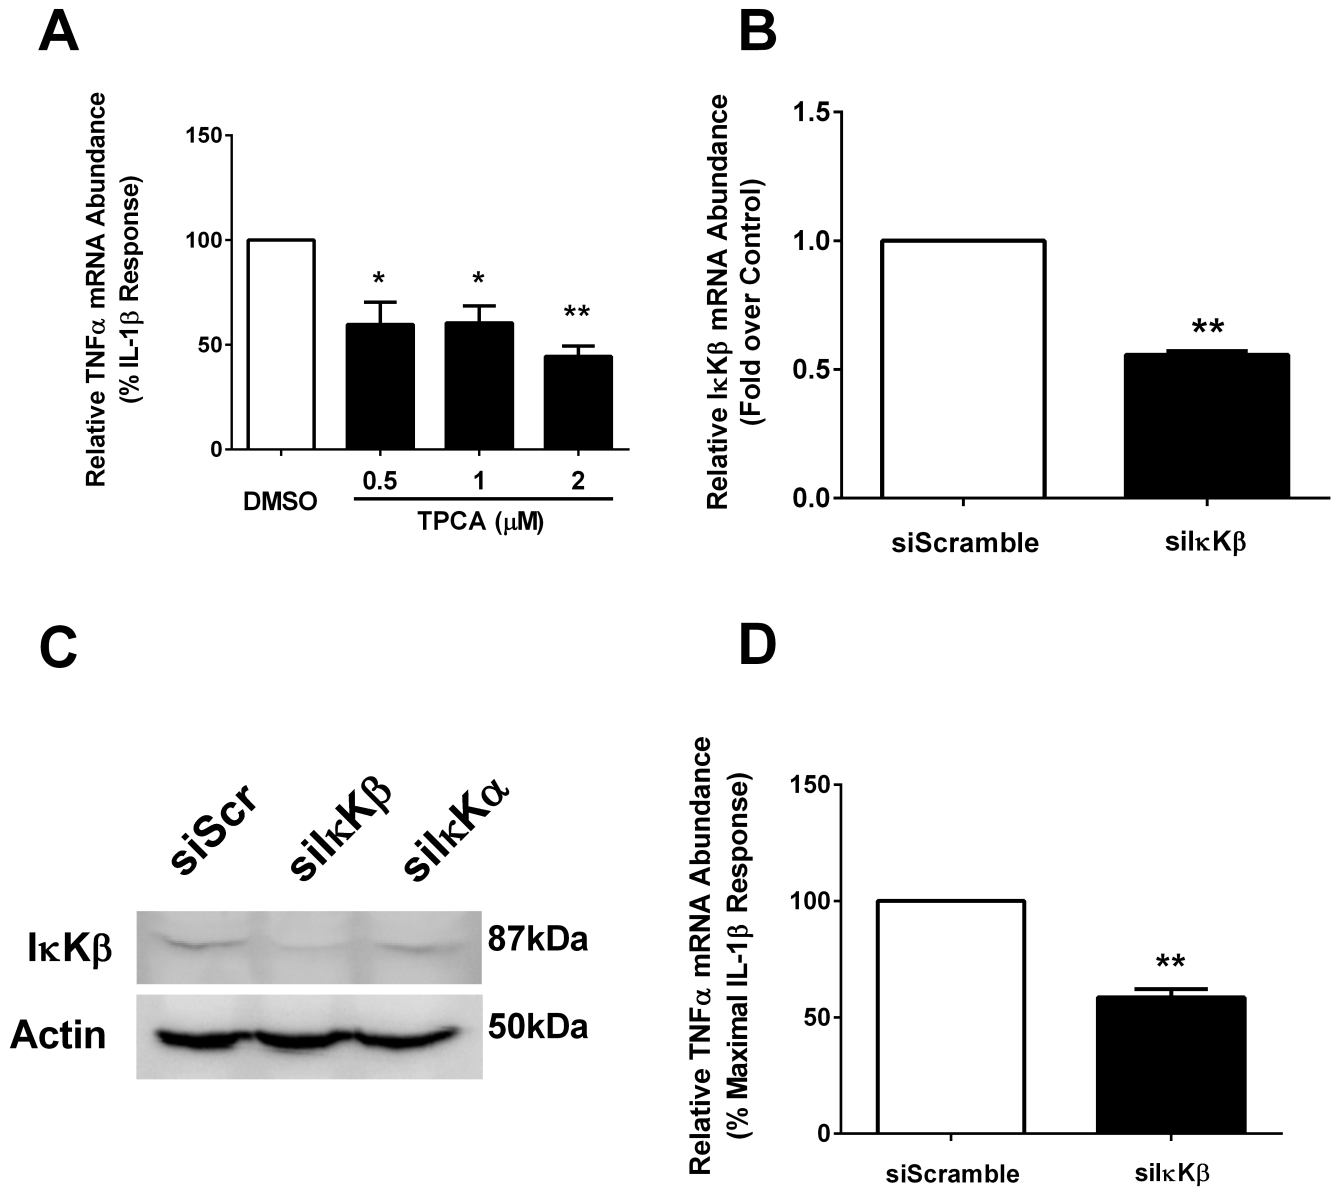 A
Relative TNFα mRNA Abundance
(% IL-1β Response)
150
100
50
0
*
*
**
DMSO
0.5
1
2
TPCA (μM)
B
Relative IκKβ mRNA Abundance
(Fold over Control)
1.5
1.0
0.5
0.0
**
siScramble
siIκKβ
C
siScr
siIκKβ
siIκKα
IκKβ
87kDa
Actin
50kDa
D
Relative TNFα mRNA Abundance
(% Maximal IL-1β Response)
150
100
50
0
**
siScramble
siIκKβ